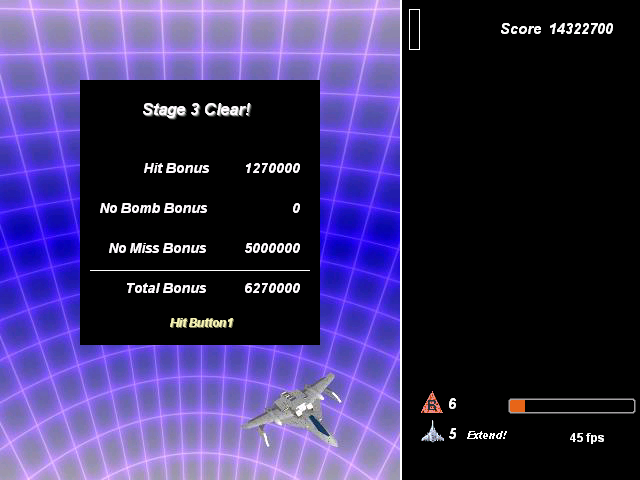 Score 14322700
Stage 3 Clear!
Hit Bonus 1270000
No Bomb Bonus 0
No Miss Bonus 5000000
Total Bonus 6270000
Hit Button1
B 6
5 Extend!
45 fps